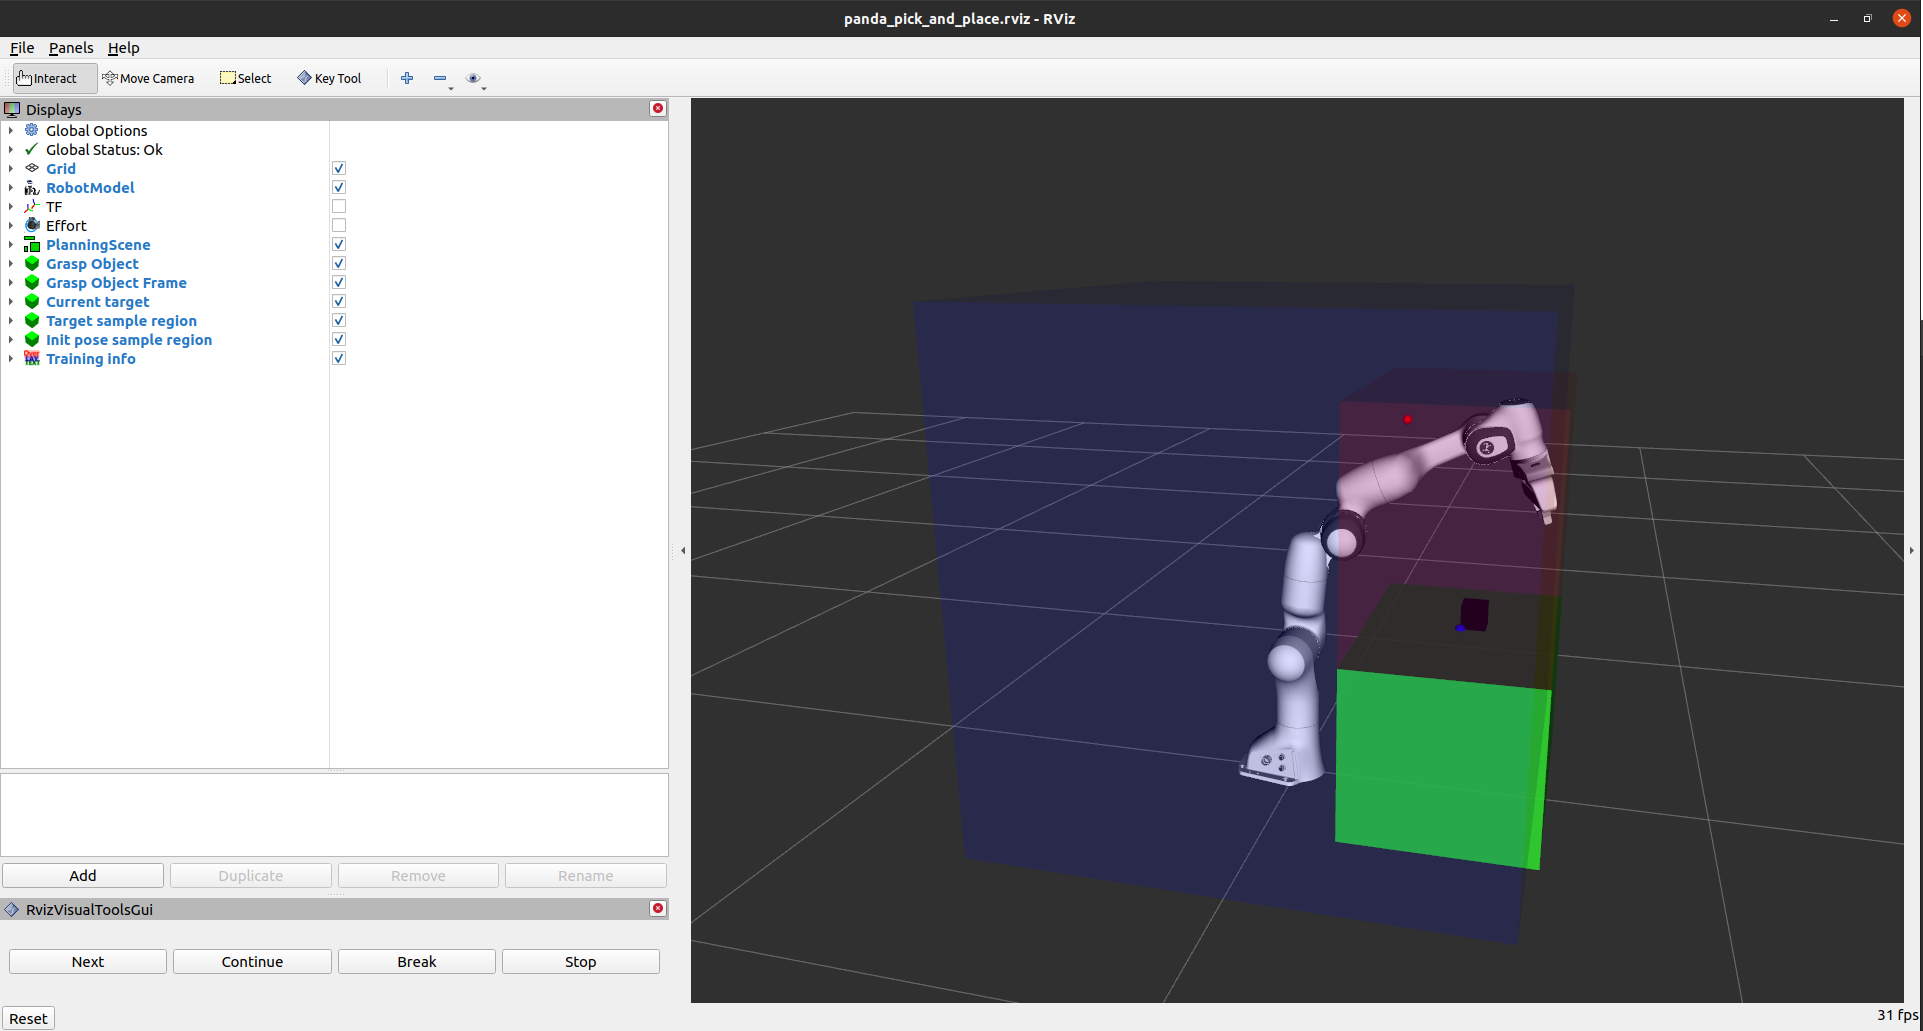 panda_pick_and_place.rviz - RViz
File Panels Help
Interact Move Camera Select Key Tool
Displays
Global Options
Global Status: Ok
Grid
RobotModel
TF
Effort
PlanningScene
Grasp Object
Grasp Object Frame
Current target
Target sample region
Init pose sample region
Training info
Add Duplicate Remove Rename
RvizVisualToolsGui
Next Continue Break Stop
Reset
31 fps